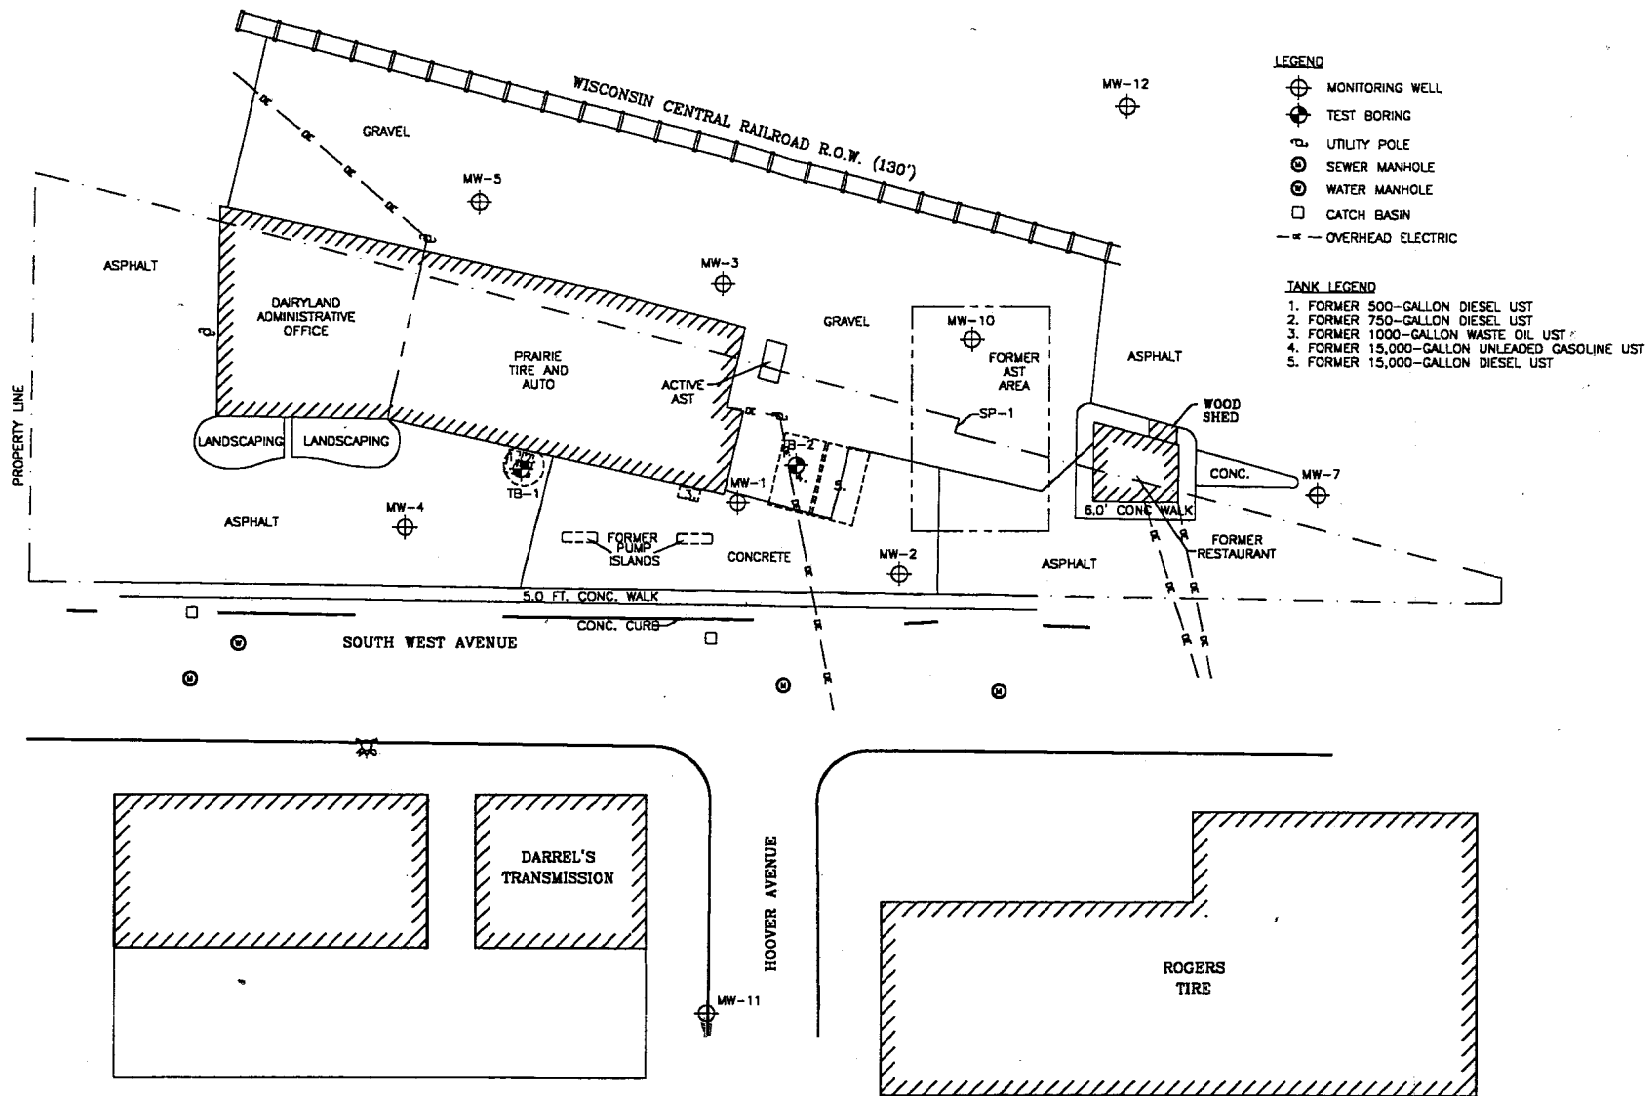 WISCONSIN CENTRAL RAILROAD R.O.W. (130')
MW-12
LEGEND
MONITORING WELL
TEST BORING
UTILITY POLE
SEWER MANHOLE
WATER MANHOLE
CATCH BASIN
OVERHEAD ELECTRIC
TANK LEGEND
1. FORMER 500-GALLON DIESEL UST
2. FORMER 750-GALLON DIESEL UST
3. FORMER 1000-GALLON WASTE OIL UST
4. FORMER 15,000-GALLON UNLEADED GASOLINE UST
5. FORMER 15,000-GALLON DIESEL UST
GRAVEL
MW-5
ASPHALT
MW-3
DAIRYLAND
ADMINISTRATIVE
OFFICE
PRAIRIE
TIRE AND
AUTO
ACTIVE
AST
GRAVEL
MW-10
FORMER
AST
AREA
ASPHALT
SP-1
WOOD
SHED
PROPERTY LINE
LANDSCAPING
LANDSCAPING
TB-1
B-2
4.
5.
3.
MW-1
CONC.
MW-7
6.0' CONC WALK
FORMER
RESTAURANT
MW-4
ASPHALT
FORMER
PUMP
ISLANDS
CONCRETE
MW-2
ASPHALT
5.0 FT. CONC. WALK
CONC. CURB
SOUTH WEST AVENUE
DARREL'S
TRANSMISSION
HOOVER AVENUE
MW-11
ROGERS
TIRE